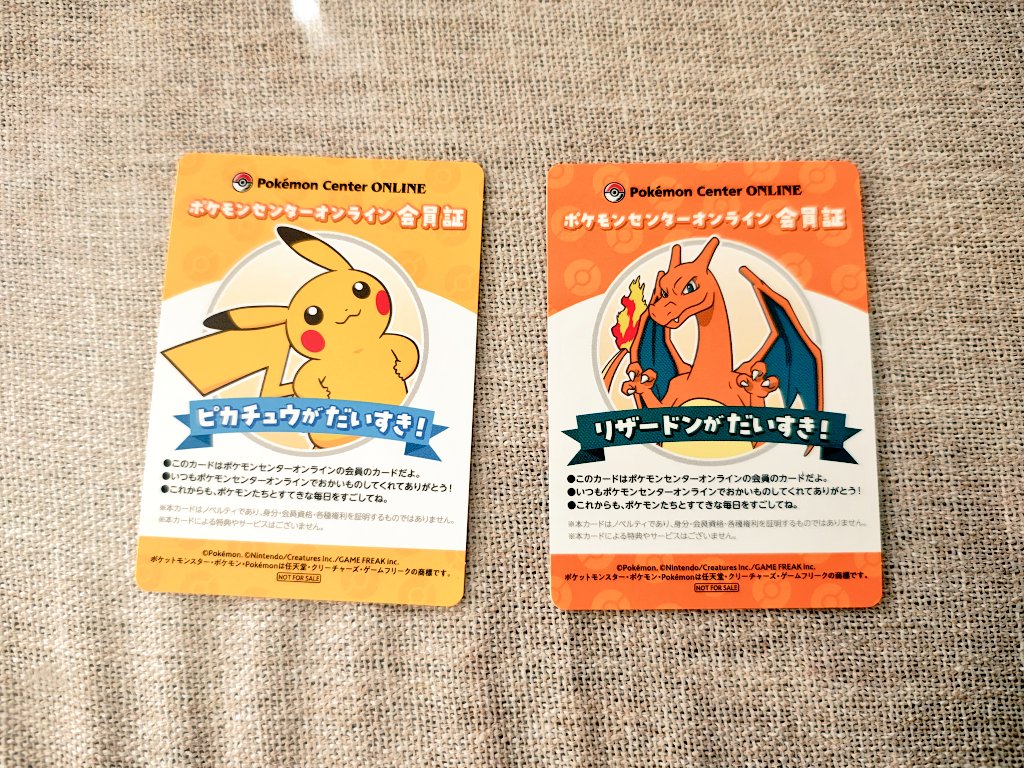 Pokémon Center ONLINE
ポケモンセンターオンライン 会員証
ピカチュウが だいすき!
●このカードはポケモンセンターオンラインの会員のカードだよ。
●いつもポケモンセンターオンラインでおかいものしてくれてありがとう!
●これからも、ポケモンたちとすてきな毎日をすごしてね。
※本カードはノベルティであり、身分・会員資格・各種権利を証明するものではありません。
※本カードによる特典やサービスはございません。
©Pokémon. ©Nintendo/Creatures Inc./GAME FREAK inc.
ポケットモンスター・ポケモン・Pokémonは任天堂・クリーチャーズ・ゲームフリークの商標です。
NOT FOR SALE
Pokémon Center ONLINE
ポケモンセンターオンライン 会員証
リザードンが だいすき!
●このカードはポケモンセンターオンラインの会員のカードだよ。
●いつもポケモンセンターオンラインでおかいものしてくれてありがとう!
●これからも、ポケモンたちとすてきな毎日をすごしてね。
※本カードはノベルティであり、身分・会員資格・各種権利を証明するものではありません。
※本カードによる特典やサービスはございません。
©Pokémon. ©Nintendo/Creatures Inc./GAME FREAK inc.
ポケットモンスター・ポケモン・Pokémonは任天堂・クリーチャーズ・ゲームフリークの商標です。
NOT FOR SALE